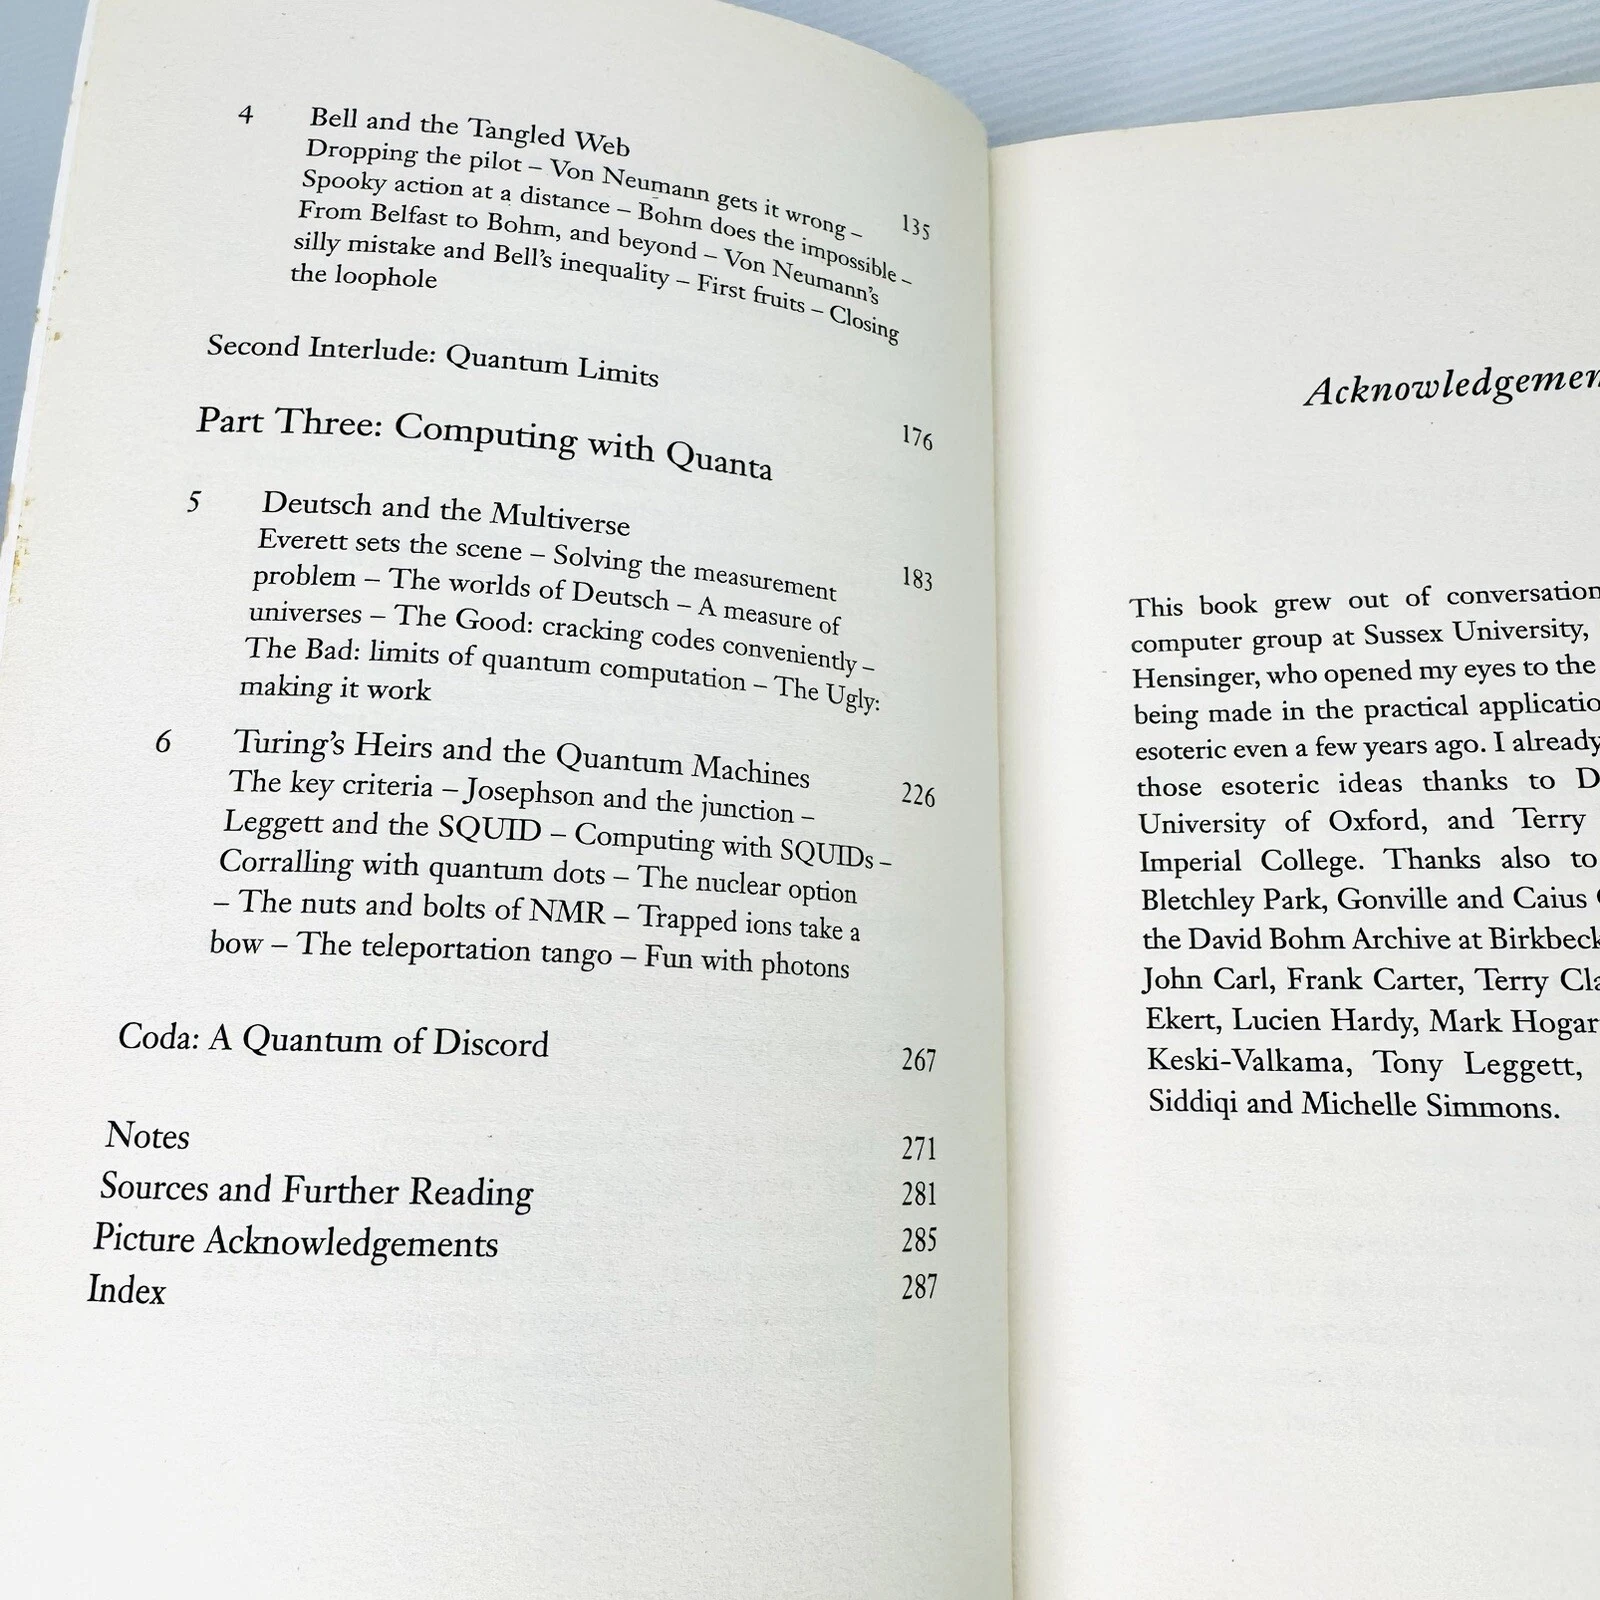 4 Bell and the Tangled Web 135
Dropping the pilot – Von Neumann gets it wrong –
Spooky action at a distance – Bohm does the impossible –
From Belfast to Bohm, and beyond – Von Neumann's
silly mistake and Bell's inequality – First fruits – Closing
the loophole
Second Interlude: Quantum Limits 176
Part Three: Computing with Quanta
5 Deutsch and the Multiverse 183
Everett sets the scene – Solving the measurement
problem – The worlds of Deutsch – A measure of
universes – The Good: cracking codes conveniently –
The Bad: limits of quantum computation – The Ugly:
making it work
6 Turing's Heirs and the Quantum Machines 226
The key criteria – Josephson and the junction –
Leggett and the SQUID – Computing with SQUIDs –
Corralling with quantum dots – The nuclear option
– The nuts and bolts of NMR – Trapped ions take a
bow – The teleportation tango – Fun with photons
Coda: A Quantum of Discord 267
Notes 271
Sources and Further Reading 281
Picture Acknowledgements 285
Index 287
Acknowledgemen
This book grew out of conversation
computer group at Sussex University,
Hensinger, who opened my eyes to the
being made in the practical applicatio
esoteric even a few years ago. I already
those esoteric ideas thanks to D
University of Oxford, and Terry
Imperial College. Thanks also to
Bletchley Park, Gonville and Caius
the David Bohm Archive at Birkbeck
John Carl, Frank Carter, Terry Cla
Ekert, Lucien Hardy, Mark Hogar
Keski-Valkama, Tony Leggett,
Siddiqi and Michelle Simmons.